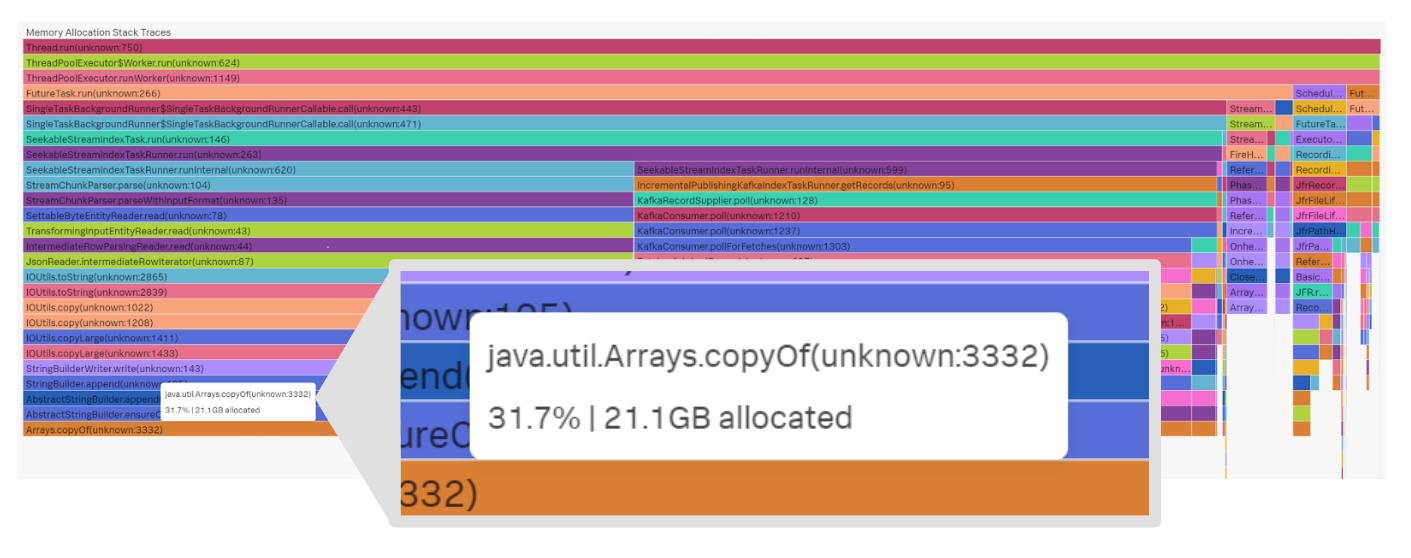 Memory Allocation Stack Traces
Thread.run(unknown:750)
ThreadPoolExecutor$Worker.run(unknown:624)
ThreadPoolExecutor.runWorker(unknown:1149)
FutureTask.run(unknown:266) Schedul... Fut...
SingleTaskBackgroundRunner$SingleTaskBackgroundRunnerCallable.call(unknown:443) Stream... Schedul... Fut...
SingleTaskBackgroundRunner$SingleTaskBackgroundRunnerCallable.call(unknown:471) Stream... FutureTa...
SeekableStreamIndexTask.run(unknown:146) Strea... Executo...
SeekableStreamIndexTaskRunner.run(unknown:263) FireH... Recordi...
SeekableStreamIndexTaskRunner.runInternal(unknown:620) SeekableStreamIndexTaskRunner.runInternal(unknown:599) Refer... Recordi...
StreamChunkParser.parse(unknown:104) IncrementalPublishingKafkaIndexTaskRunner.getRecords(unknown:95) Phas... JfrRecor...
StreamChunkParser.parseWithInputFormat(unknown:135) KafkaRecordSupplier.poll(unknown:128) Phas... JfrFileLif...
SettableByteEntityReader.read(unknown:78) KafkaConsumer.poll(unknown:1210) Refer... JfrFileLif...
TransformingInputEntityReader.read(unknown:43) KafkaConsumer.poll(unknown:1237) Incre... JfrPathH...
IntermediateRowParsingReader.read(unknown:44) KafkaConsumer.pollForFetches(unknown:1303) Onhe... JfrPa...
JsonReader.intermediateRowIterator(unknown:87) Onhe... Refer...
IOUtils.toString(unknown:2865) Close... Basic...
IOUtils.toString(unknown:2839) Array... JFR.r...
IOUtils.copy(unknown:1022) 2) Array... Reco...
IOUtils.copy(unknown:1208) n:1...
IOUtils.copyLarge(unknown:1411) 5)
IOUtils.copyLarge(unknown:1433) 5)
StringBuilderWriter.write(unknown:143) unkn...
StringBuilder.append(unknown
AbstractStringBuilder.append
AbstractStringBuilder.ensureC
Arrays.copyOf(unknown:3332)
java.util.Arrays.copyOf(unknown:3332)
31.7% | 21.1GB allocated
end(
ureC
java.util.Arrays.copyOf(unknown:3332)
31.7% | 21.1GB allocated
332)